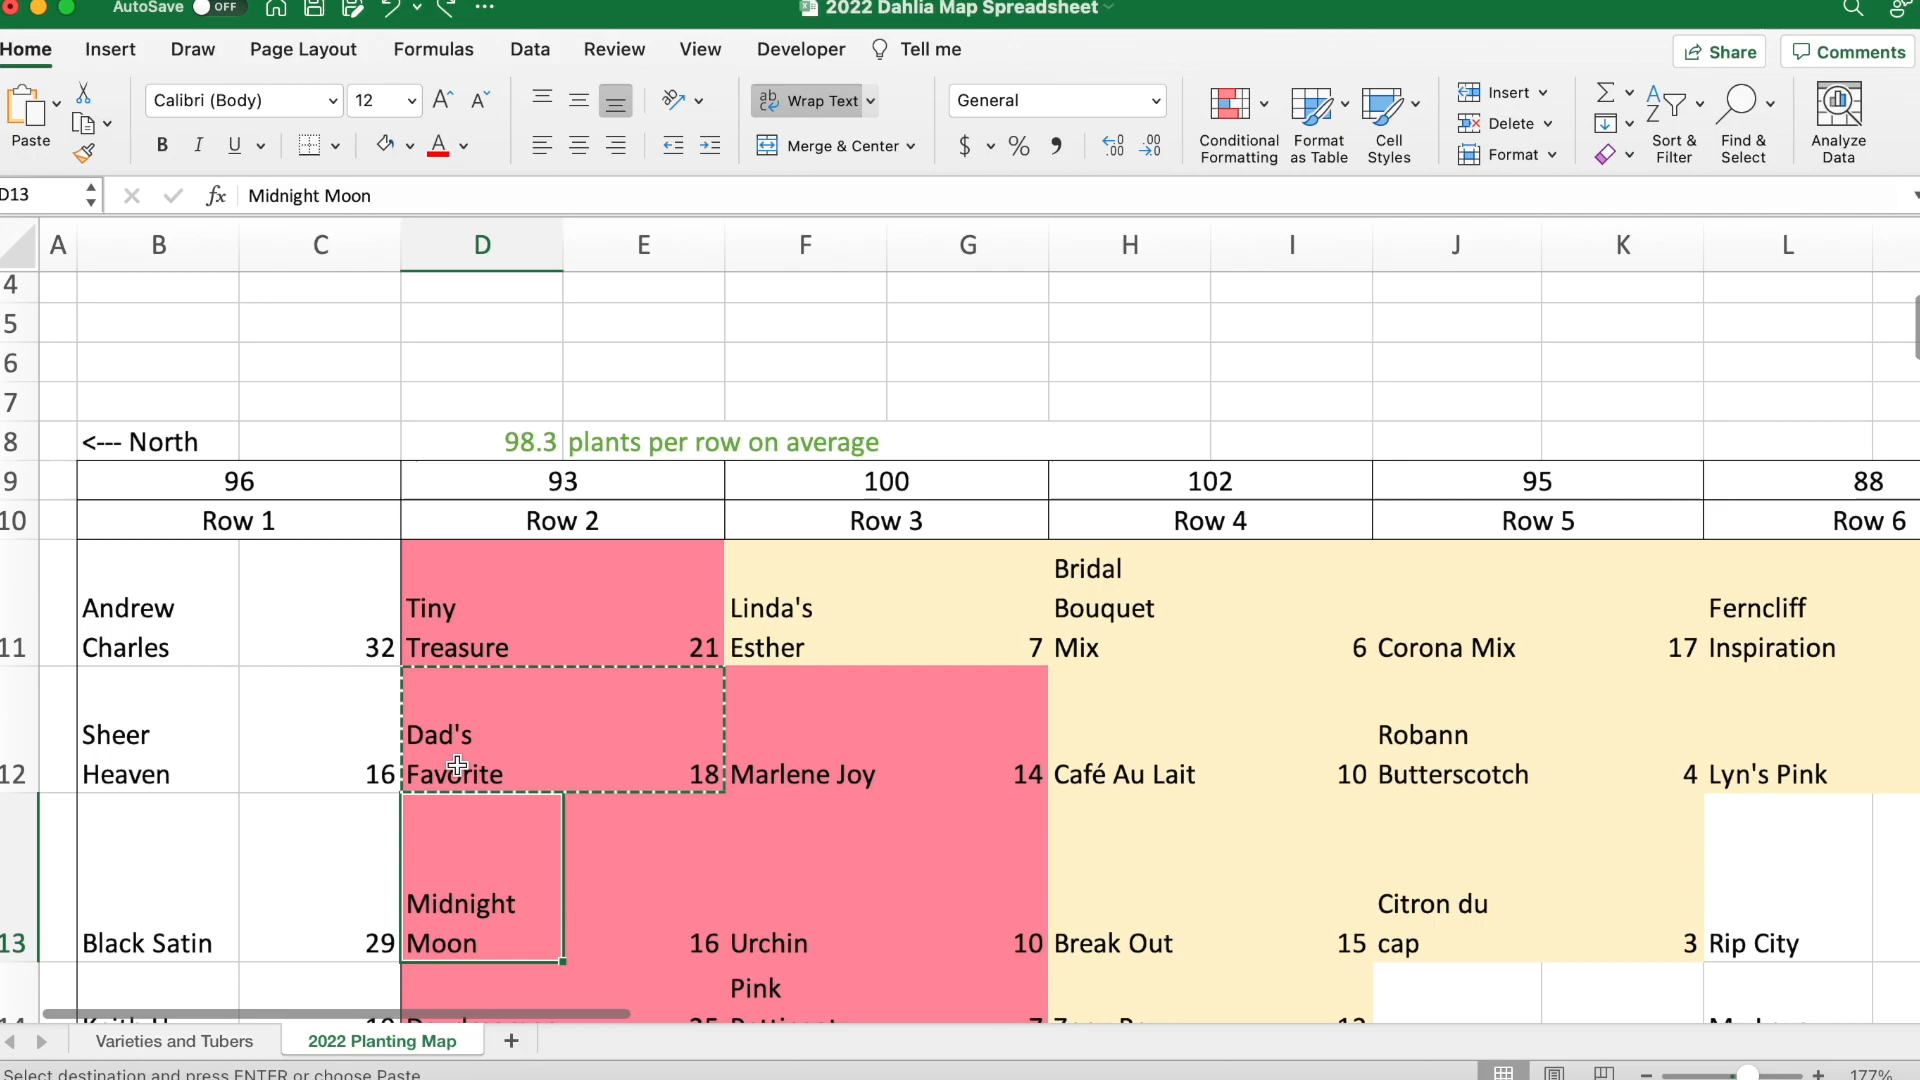 AutoSave OFF 2022 Dahlia Map Spreadsheet
Home Insert Draw Page Layout Formulas Data Review View Developer Tell me Share Comments
Paste Calibri (Body) 12 Wrap Text General Insert
Delete
Format
B I U Merge & Center $ % Conditional Formatting Format as Table Cell Styles Sort & Filter Find & Select Analyze Data
D13 fx Midnight Moon
A B C D E F G H I J K L
4
5
6
7
8 <--- North 98.3 plants per row on average
9 96 93 100 102 95 88
10 Row 1 Row 2 Row 3 Row 4 Row 5 Row 6
11 Andrew Charles 32 Tiny Treasure 21 Linda's Esther 7 Bridal Bouquet Mix 6 Corona Mix 17 Ferncliff Inspiration
12 Sheer Heaven 16 Dad's Favorite 18 Marlene Joy 14 Café Au Lait 10 Robann Butterscotch 4 Lyn's Pink
13 Black Satin 29 Midnight Moon 16 Urchin 10 Break Out 15 Citron du cap 3 Rip City
Pink
Varieties and Tubers 2022 Planting Map +
Select destination and press ENTER or choose Paste 177%